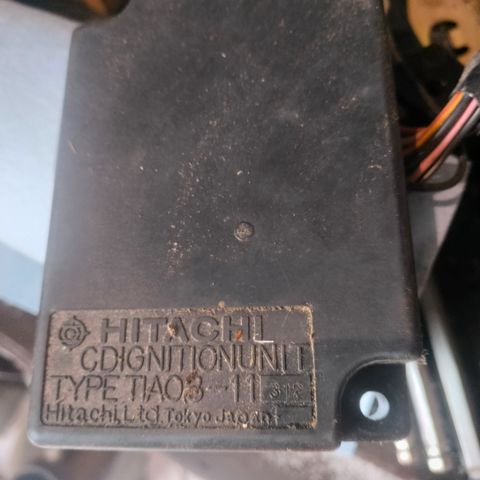 HITACHI
CDIGNITIONUNIT
TYPE TIA03-11
Hitachi, Ltd. Tokyo Japan